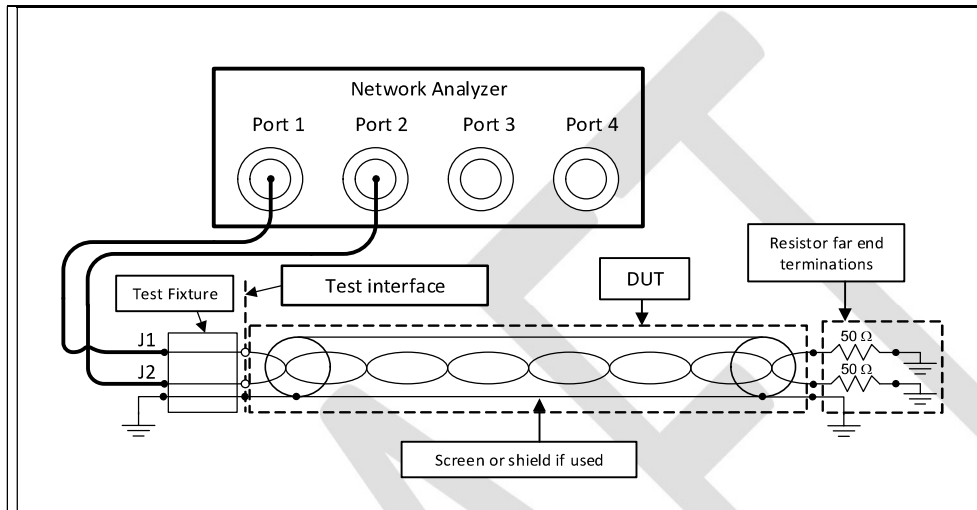 Network Analyzer
Port 1 Port 2 Port 3 Port 4
Resistor far end
terminations
DUT
Test interface
Test Fixture
J1
50 Ω
50 Ω
J2
Screen or shield if used